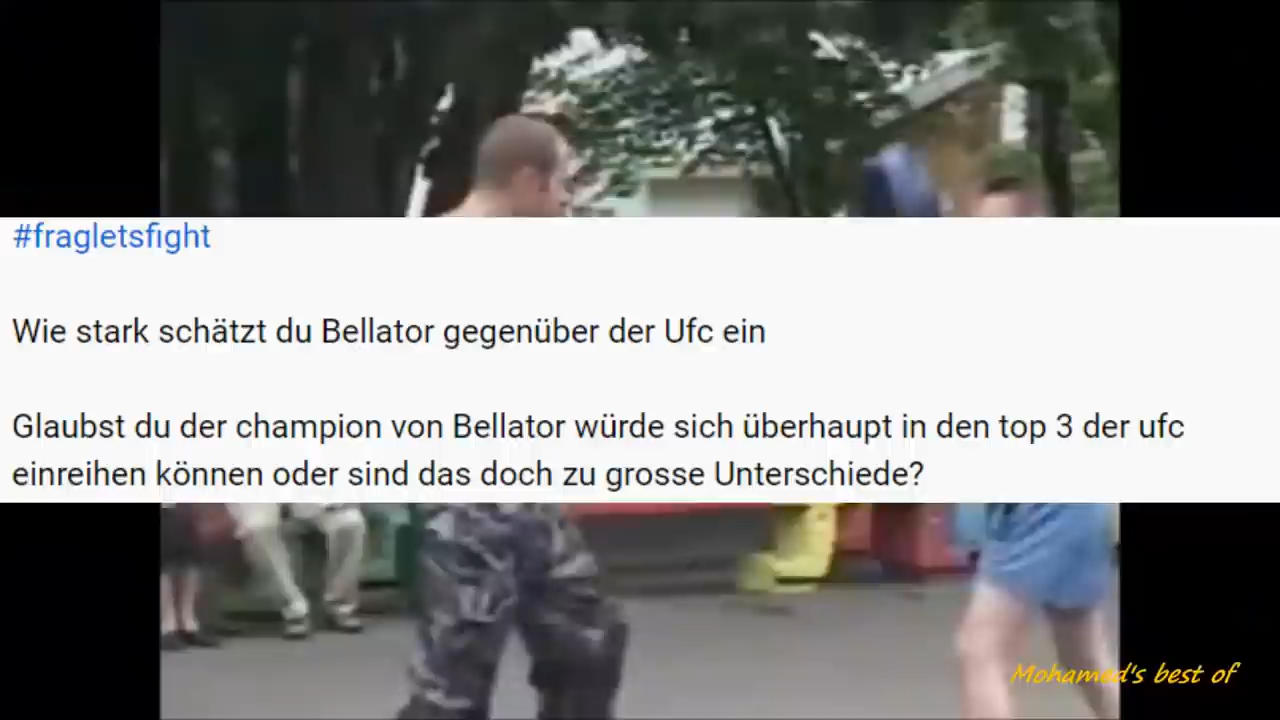 #fragletsfight
Wie stark schätzt du Bellator gegenüber der Ufc ein
Glaubst du der champion von Bellator würde sich überhaupt in den top 3 der ufc
einreihen können oder sind das doch zu grosse Unterschiede?
Mohamed's best of